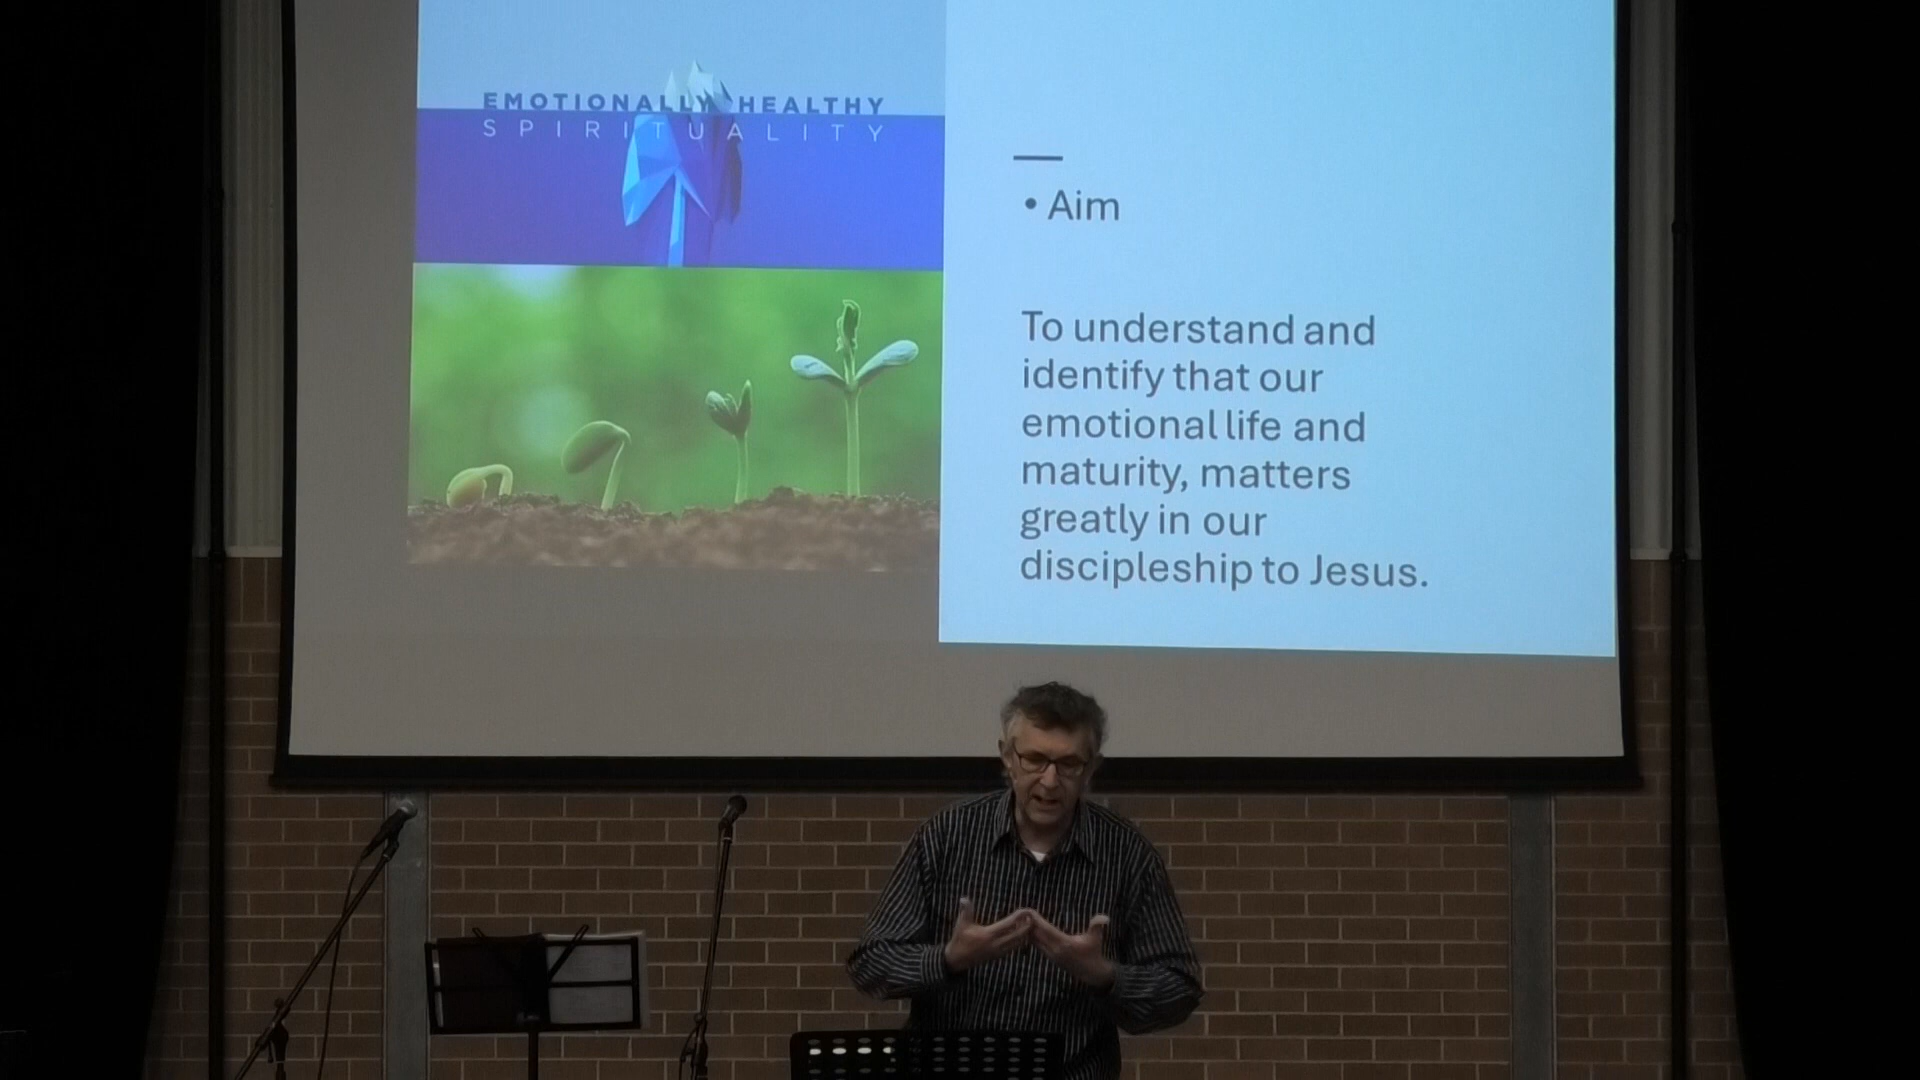 EMOTIONALLY HEALTHY
SPIRITUALITY
• Aim
To understand and
identify that our
emotional life and
maturity, matters
greatly in our
discipleship to Jesus.